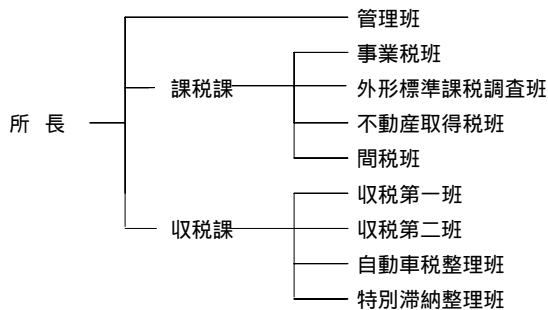 管理班
事業税班
課税課
外形標準課税調査班
所 長
不動産取得税班
間税班
収税第一班
収税課
収税第二班
自動車税整理班
特別滞納整理班